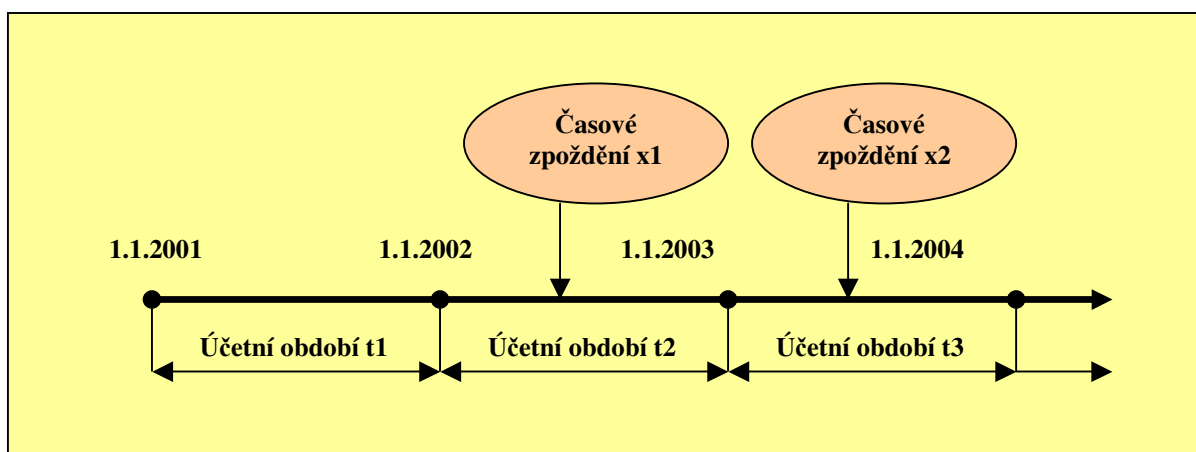 Časové
zpoždění x1
Časové
zpoždění x2
1.1.2001
1.1.2002
1.1.2003
1.1.2004
Účetní období t1
Účetní období t2
Účetní období t3